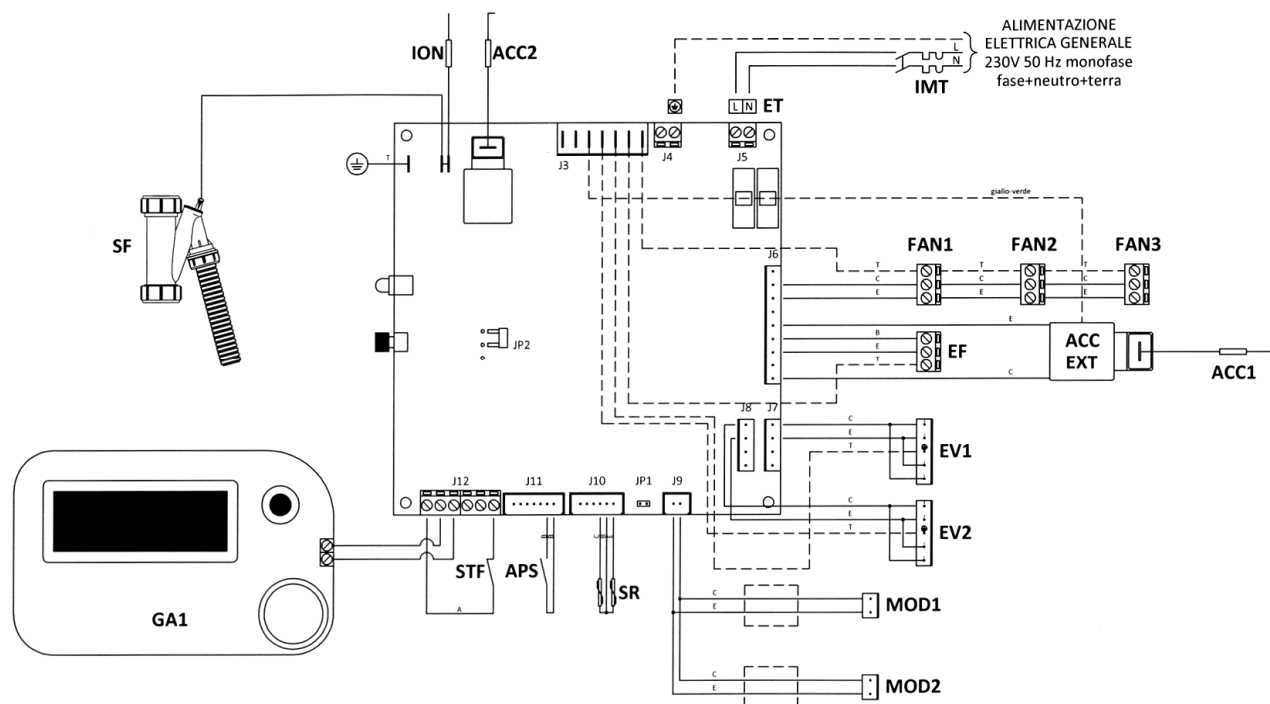 ALIMENTAZIONE
ELETTRICA GENERALE
230V 50 Hz monofase
fase+neutro+terra
L
N
IMT
ION
ACC2
L N
ET
J3
J4
J5
T
giallo-verde
SF
J6
FAN1
FAN2
FAN3
T
T
T
C
C
C
E
E
E
JP2
E
B
E
T
EF
C
ACC
EXT
ACC1
J8
J7
C
E
T
EV1
C
E
T
EV2
J12
J11
J10
JP1
J9
STF
APS
SR
A
GA1
C
E
MOD1
C
E
MOD2